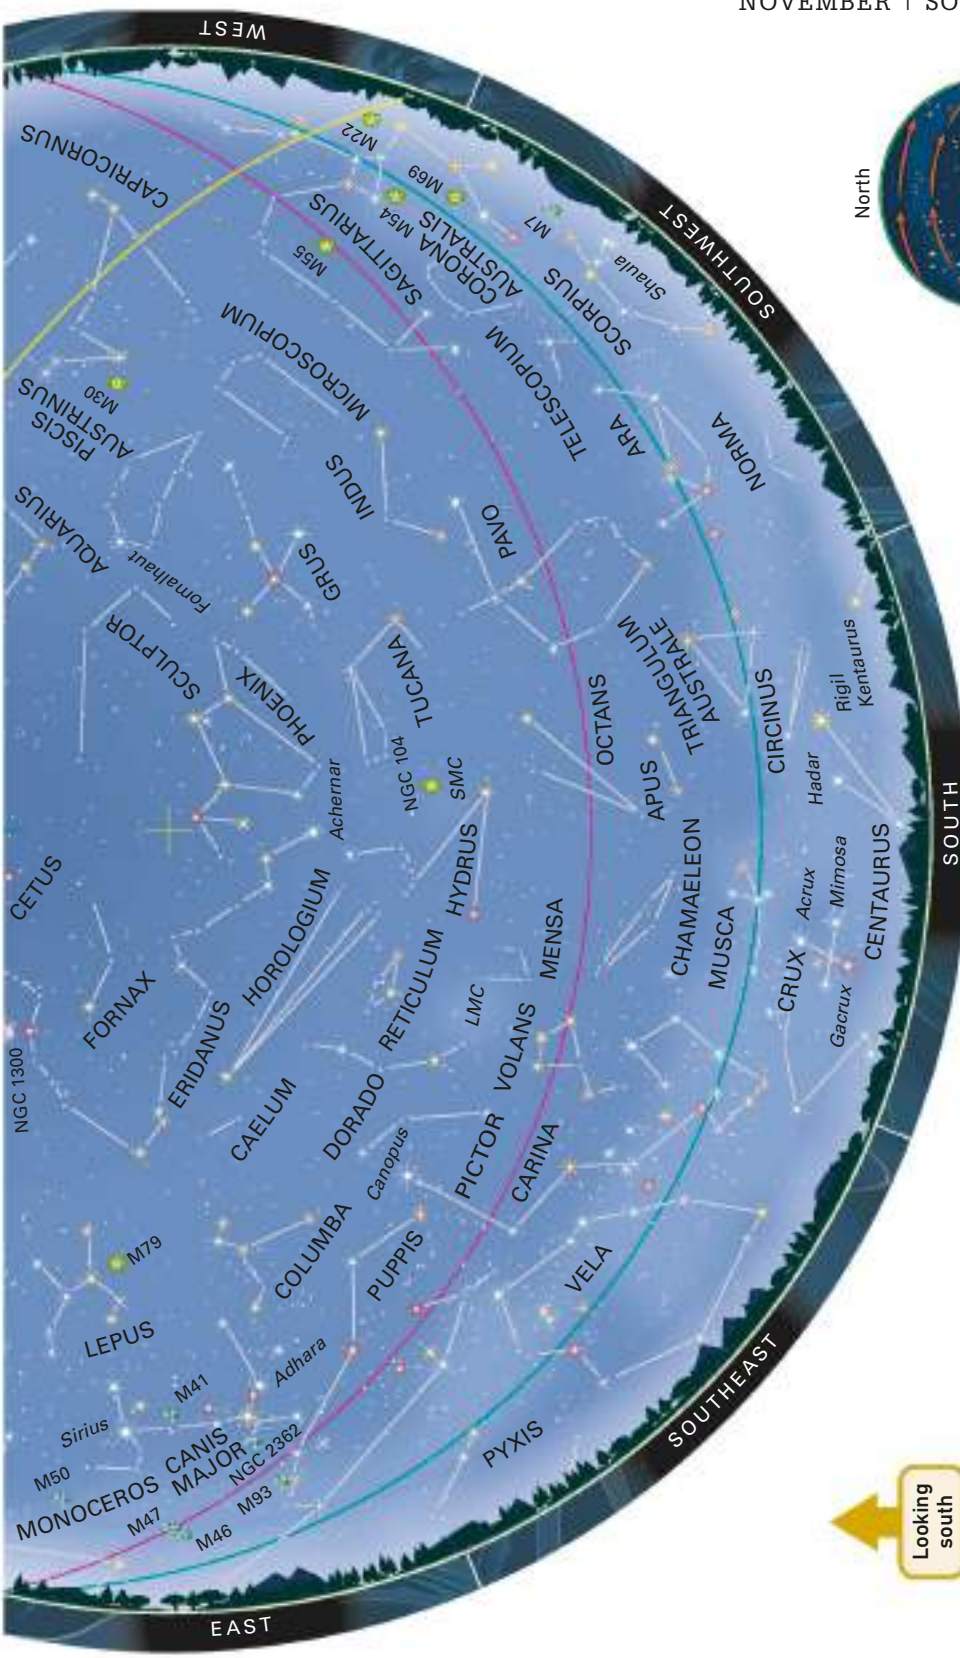 NOVEMBER | SO
WEST
CAPRICORNUS
M22
M69
M54
M7
M55
SAGITTARIUS
CORONA
AUSTRALIS
SCORPIUS
Shaula
SOUTHWEST
North
MICROSCOPIUM
TELESCOPIUM
ARA
NORMA
M30
PISCIS
AUSTRINUS
INDUS
PAVO
AQUARIUS
Fomalhaut
GRUS
SCULPTOR
PHOENIX
TUCANA
TRIANGULUM
AUSTRALE
OCTANS
CIRCINUS
Rigil
Kentaurus
Achernar
NGC 104
SMC
APUS
Hadar
SOUTH
CETUS
HYDRUS
CHAMAELEON
MUSCA
Acrux
Mimosa
CENTAURUS
HOROLOGIUM
MENSA
CRUX
Gacrux
FORNAX
RETICULUM
LMC
VOLANS
NGC 1300
ERIDANUS
CAELUM
DORADO
Canopus
PICTOR
CARINA
M79
COLUMBA
PUPPIS
VELA
LEPUS
Adhara
M41
Sirius
SOUTHEAST
M50
CANIS
MAJOR
NGC 2362
PYXIS
MONOCEROS
M93
M47
M46
Looking
south
EAST